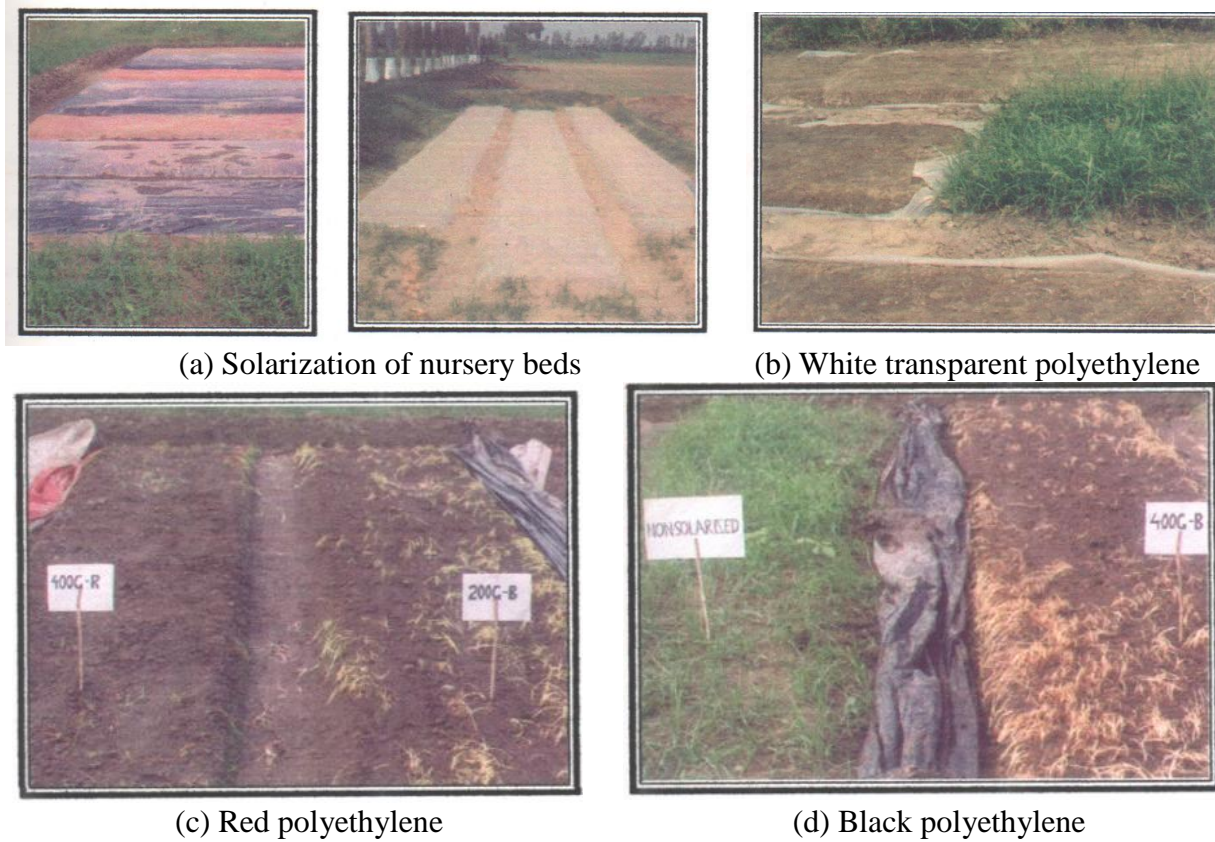 (a) Solarization of nursery beds
(b) White transparent polyethylene
400G-R
200G-B
NONSOLARISED
400G-B
(c) Red polyethylene
(d) Black polyethylene